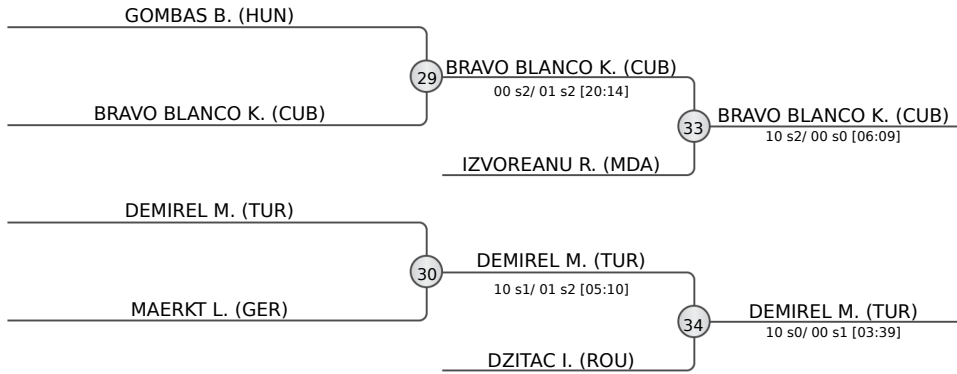 GOMBAS B. (HUN)
29
BRAVO BLANCO K. (CUB)
00 s2/ 01 s2 [20:14]
BRAVO BLANCO K. (CUB)
33
BRAVO BLANCO K. (CUB)
10 s2/ 00 s0 [06:09]
IZVOREANU R. (MDA)
DEMIREL M. (TUR)
30
DEMIREL M. (TUR)
10 s1/ 01 s2 [05:10]
MAERKT L. (GER)
34
DEMIREL M. (TUR)
10 s0/ 00 s1 [03:39]
DZITAC I. (ROU)